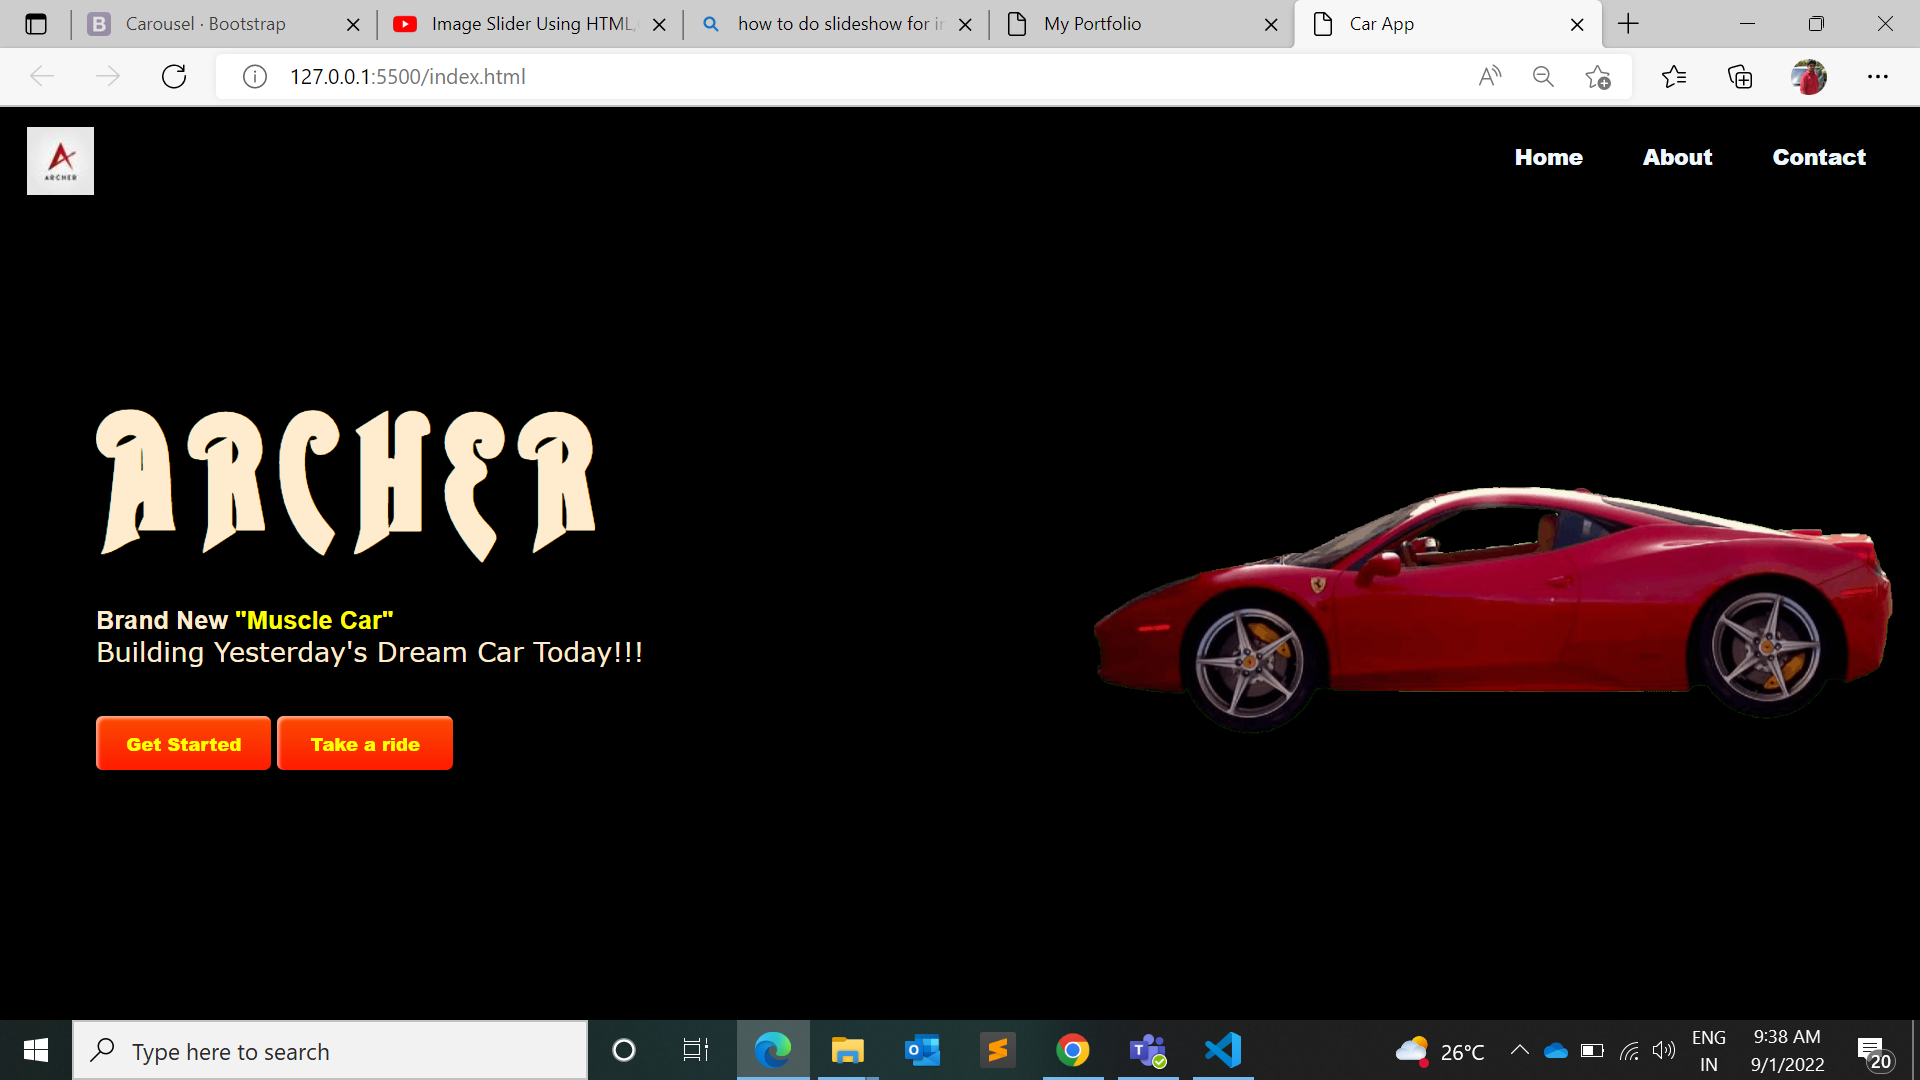 Carousel · Bootstrap
Image Slider Using HTML,
how to do slideshow for
My Portfolio
Car App
127.0.0.1:5500/index.html
ARCHER
Home
About
Contact
ARCHER
Brand New "Muscle Car"
Building Yesterday's Dream Car Today!!!
Get Started
Take a ride
Type here to search
26°C
ENG
IN
9:38 AM
9/1/2022
20